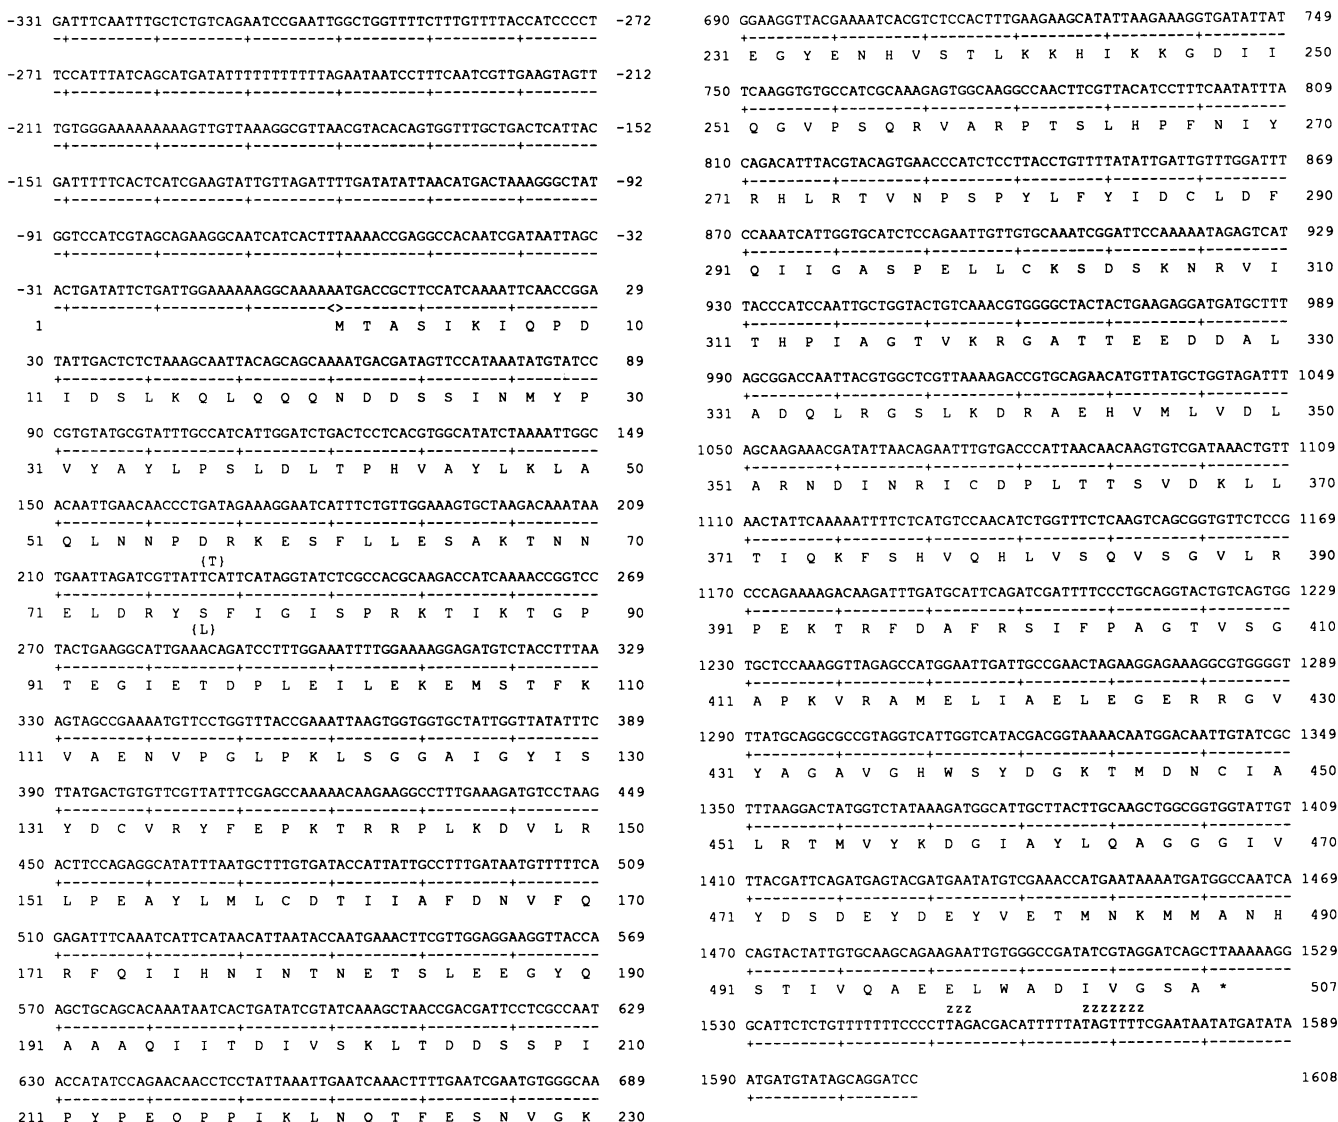 -331 GATTTCAATTTGCTCTGTCAGAATCCGAATTGGCTGGTTTTCTTTGTTTTACCATCCCCT -272
-271 TCCATTTATCAGCATGATATTTTTTTTTTAGAATAATCCTTTCAATCGTTGAAGTAGTT -212
-211 TGTGGGAAAAAAAAAGTTGTTAAAGGCGTTAACGTACACAGTGGTTTGCTGACTCATTAC -152
-151 GATTTTTCACTCATCGAAGTATTGTTAGATTTTGATATATTAACATGACTAAAGGGCTAT -92
-91 GGTCCATCGTAGCAGAAGGCAATCATCACTTTAAAACCGAGGCCACAATCGATAATTAGC -32
-31 ACTGATATTCTGATTGGAAAAAAGGCAAAAAATGACCGCTTCCATCAAAATTCAACCGGA 29
<>
1 M T A S I K I Q P D 10
30 TATTGACTCTCTAAAGCAATTACAGCAGCAAAATGACGATAGTTCCATAAATATGTATCC 89
11 I D S L K Q L Q Q Q N D D S S I N M Y P 30
90 CGTGTATGCGTATTTGCCATCATTGGATCTGACTCCTCACGTGGCATATCTAAAATTGGC 149
31 V Y A Y L P S L D L T P H V A Y L K L A 50
150 ACAATTGAACAACCCTGATAGAAAGGAATCATTTCTGTTGGAAAGTGCTAAGACAAATAA 209
51 Q L N N P D R K E S F L L E S A K T N N 70
{T}
210 TGAATTAGATCGTTATTCATTCATAGGTATCTCGCCACGCAAGACCATCAAAACCGGTCC 269
71 E L D R Y S F I G I S P R K T I K T G P 90
{L}
270 TACTGAAGGCATTGAAACAGATCCTTTGGAAATTTTGGAAAAGGAGATGTCTACCTTTAA 329
91 T E G I E T D P L E I L E K E M S T F K 110
330 AGTAGCCGAAAATGTTCCTGGTTTACCGAAATTAAGTGGTGGTGCTATTGGTTATATTTC 389
111 V A E N V P G L P K L S G G A I G Y I S 130
390 TTATGACTGTGTTCGTTATTTCGAGCCAAAAACAAGAAGGCCTTTGAAAGATGTCCTAAG 449
131 Y D C V R Y F E P K T R R P L K D V L R 150
450 ACTTCCAGAGGCATATTTAATGCTTTGTGATACCATTATTGCCTTTGATAATGTTTTTCA 509
151 L P E A Y L M L C D T I I A F D N V F Q 170
510 GAGATTTCAAATCATTCATAACATTAATACCAATGAAACTTCGTTGGAGGAAGGTTACCA 569
171 R F Q I I H N I N T N E T S L E E G Y Q 190
570 AGCTGCAGCACAAATAATCACTGATATCGTATCAAAGCTAACCGACGATTCCTCGCCAAT 629
191 A A A Q I I T D I V S K L T D D S S P I 210
630 ACCATATCCAGAACAACCTCCTATTAAATTGAATCAAACTTTTGAATCGAATGTGGGCAA 689
211 P Y P E Q P P I K L N Q T F E S N V G K 230
690 GGAAGGTTACGAAAATCACGTCTCCACTTTGAAGAAGCATATTAAGAAAGGTGATATTAT 749
231 E G Y E N H V S T L K K H I K K G D I I 250
750 TCAAGGTGTGCCATCGCAAAGAGTGGCAAGGCCAACTTCGTTACATCCTTTCAATATTTA 809
251 Q G V P S Q R V A R P T S L H P F N I Y 270
810 CAGACATTTACGTACAGTGAACCCATCTCCTTACCTGTTTTATATTGATTGTTTGGATTT 869
271 R H L R T V N P S P Y L F Y I D C L D F 290
870 CCAAATCATTGGTGCATCTCCAGAATTGTTGTGCAAATCGGATTCCAAAAATAGAGTCAT 929
291 Q I I G A S P E L L C K S D S K N R V I 310
930 TACCCATCCAATTGCTGGTACTGTCAAACGTGGGGCTACTACTGAAGAGGATGATGCTTT 989
311 T H P I A G T V K R G A T T E E D D A L 330
990 AGCGGACCAATTACGTGGCTCGTTAAAAGACCGTGCAGAACATGTTATGCTGGTAGATTT 1049
331 A D Q L R G S L K D R A E H V M L V D L 350
1050 AGCAAGAAACGATATTAACAGAATTTGTGACCCATTAACAACAAGTGTCGATAAACTGTT 1109
351 A R N D I N R I C D P L T T S V D K L L 370
1110 AACTATTCAAAAATTTTCTCATGTCCAACATCTGGTTTCTCAAGTCAGCGGTGTTCTCCG 1169
371 T I Q K F S H V Q H L V S Q V S G V L R 390
1170 CCCAGAAAAGACAAGATTTGATGCATTCAGATCGATTTTCCCTGCAGGTACTGTCAGTGG 1229
391 P E K T R F D A F R S I F P A G T V S G 410
1230 TGCTCCAAAGGTTAGAGCCATGGAATTGATTGCCGAACTAGAAGGAGAAAGGCGTGGGGT 1289
411 A P K V R A M E L I A E L E G E R R G V 430
1290 TTATGCAGGCGCCGTAGGTCATTGGTCATACGACGGTAAAACAATGGACAATTGTATCGC 1349
431 Y A G A V G H W S Y D G K T M D N C I A 450
1350 TTTAAGGACTATGGTCTATAAAGATGGCATTGCTTACTTGCAAGCTGGCGGTGGTATTGT 1409
451 L R T M V Y K D G I A Y L Q A G G G I V 470
1410 TTACGATTCAGATGAGTACGATGAATATGTCGAAACCATGAATAAAATGATGGCCAATCA 1469
471 Y D S D E Y D E Y V E T M N K M M A N H 490
1470 CAGTACTATTGTGCAAGCAGAAGAATTGTGGGCCGATATCGTAGGATCAGCTTAAAAAGG 1529
491 S T I V Q A E E L W A D I V G S A * 507
zzz zzzzzzz
1530 GCATTCTCTGTTTTTTTCCCCTTAGACGACATTTTTATAGTTTTTCGAATAATATGATATA 1589
1590 ATGATGTATAGCAGGATCC 1608